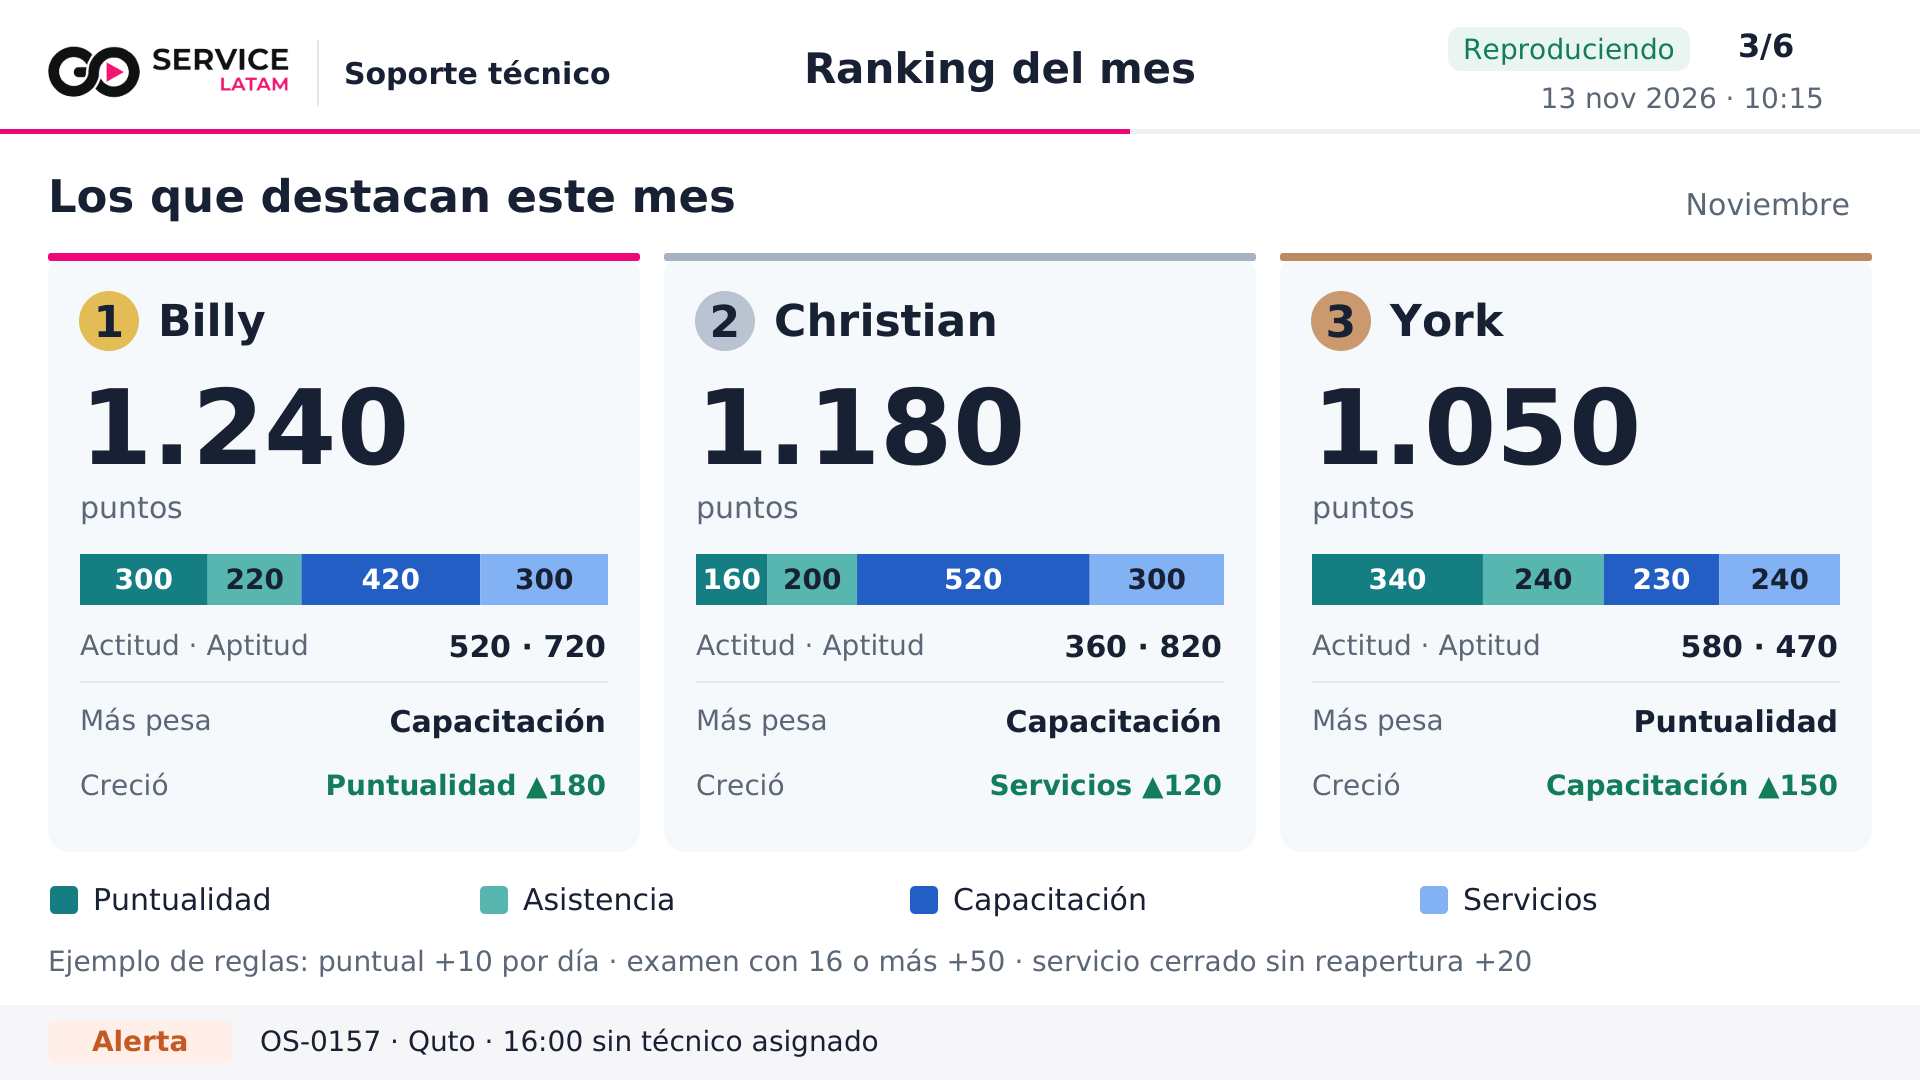 GO SERVICE LATAM
Soporte técnico
Ranking del mes
Reproduciendo
3/6
13 nov 2026 · 10:15
Los que destacan este mes
Noviembre
1 Billy
1.240
puntos
300 220 420 300
Actitud · Aptitud 520 · 720
Más pesa Capacitación
Creció Puntualidad ▲180
2 Christian
1.180
puntos
160 200 520 300
Actitud · Aptitud 360 · 820
Más pesa Capacitación
Creció Servicios ▲120
3 York
1.050
puntos
340 240 230 240
Actitud · Aptitud 580 · 470
Más pesa Puntualidad
Creció Capacitación ▲150
Puntualidad Asistencia Capacitación Servicios
Ejemplo de reglas: puntual +10 por día · examen con 16 o más +50 · servicio cerrado sin reapertura +20
Alerta OS-0157 · Quto · 16:00 sin técnico asignado